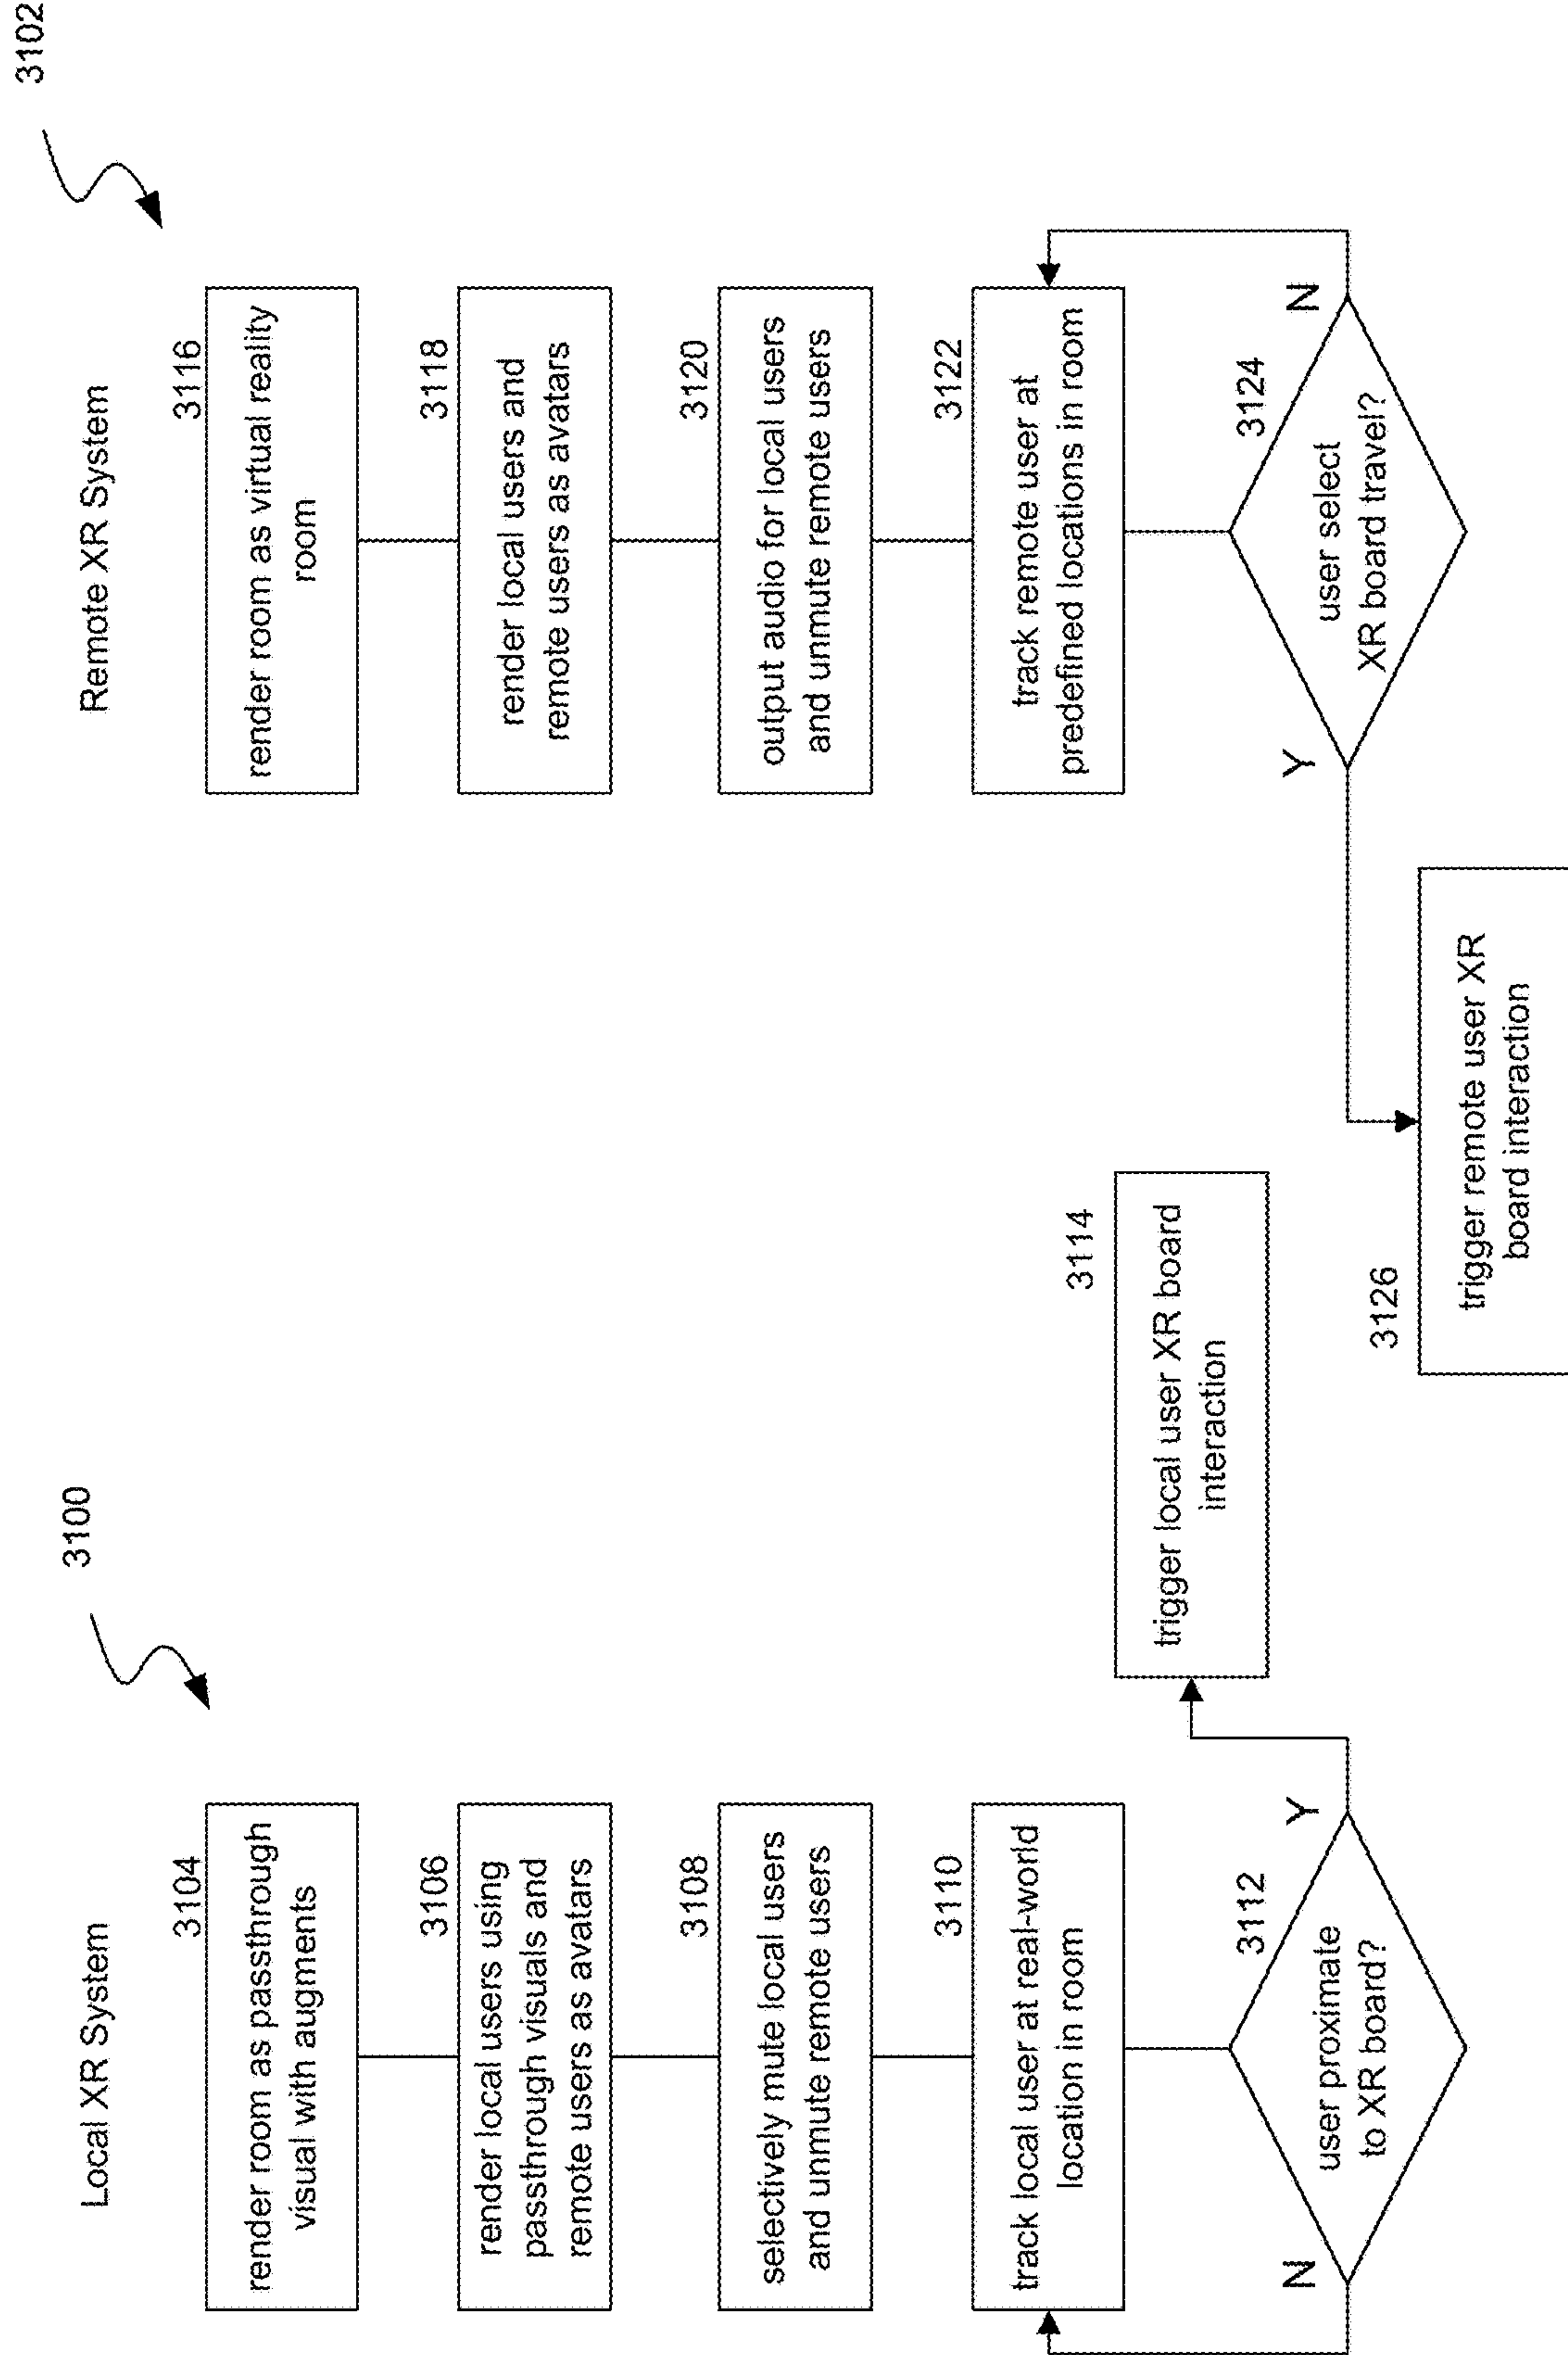 Local XR System
3100
3104
render room as passthrough
visual with augments
3106
render local users using
passthrough visuals and
remote users as avatars
3108
selectively mute local users
and unmute remote users
3110
track local user at real-world
location in room
3112
user proximate
to XR board?
N
Y
3114
trigger local user XR board
interaction
Remote XR System
3102
3116
render room as virtual reality
room
3118
render local users and
remote users as avatars
3120
output audio for local users
and unmute remote users
3122
track remote user at
predefined locations in room
3124
user select
XR board travel?
Y
N
3126
trigger remote user XR
board interaction